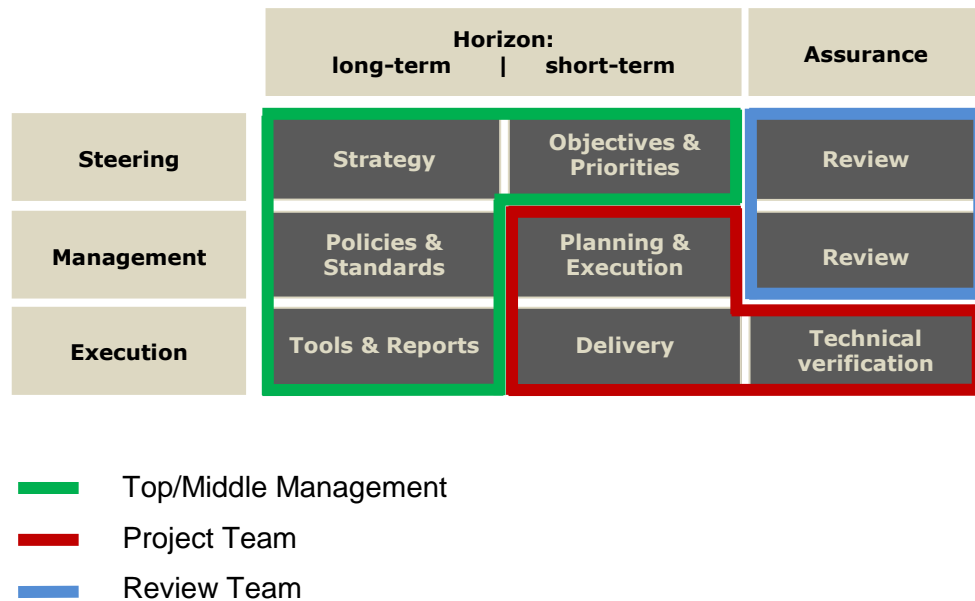 Horizon:
long-term | short-term
Assurance
Steering
Strategy
Objectives &
Priorities
Review
Management
Policies &
Standards
Planning &
Execution
Review
Execution
Tools & Reports
Delivery
Technical
verification
Top/Middle Management
Project Team
Review Team